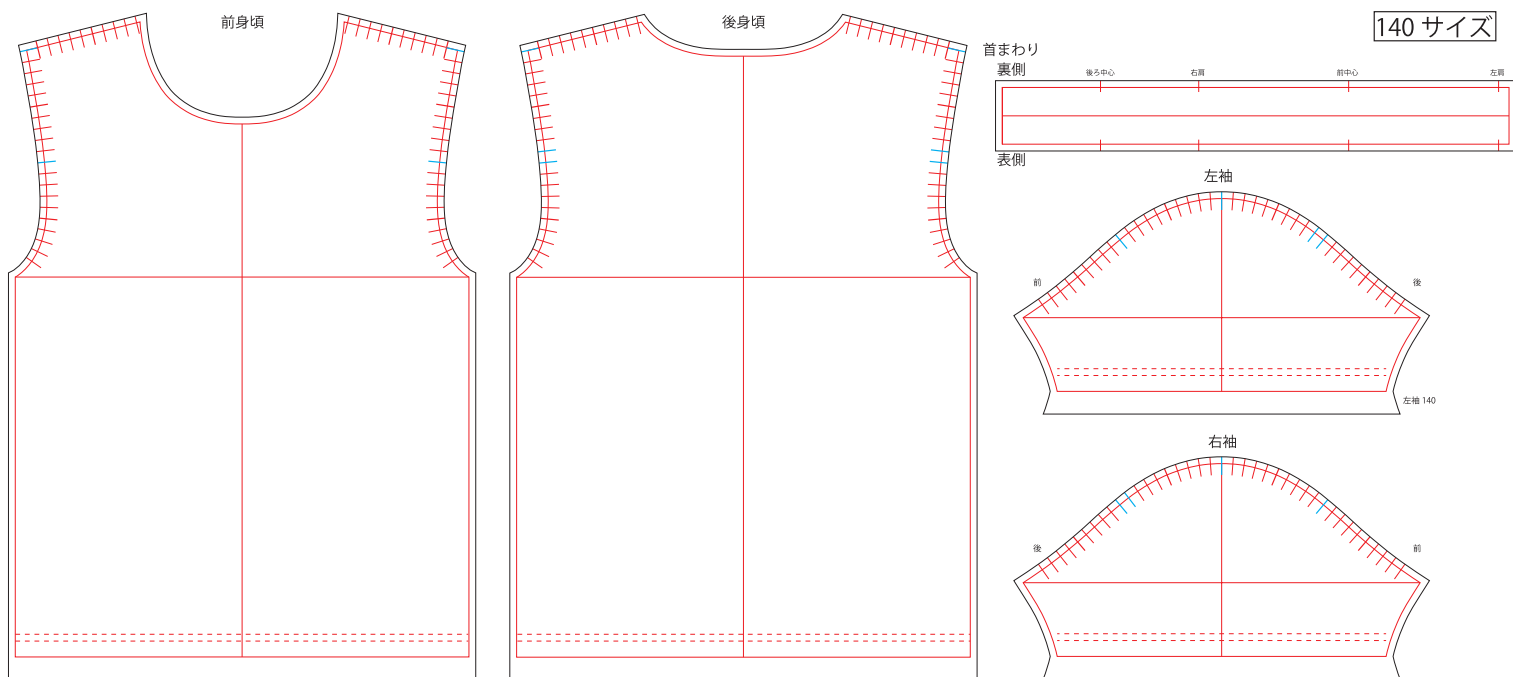 前身頃
後身頃
140 サイズ
首まわり
裏側
後ろ中心
右肩
前中心
左肩
表側
左袖
前
後
左袖 140
右袖
後
前